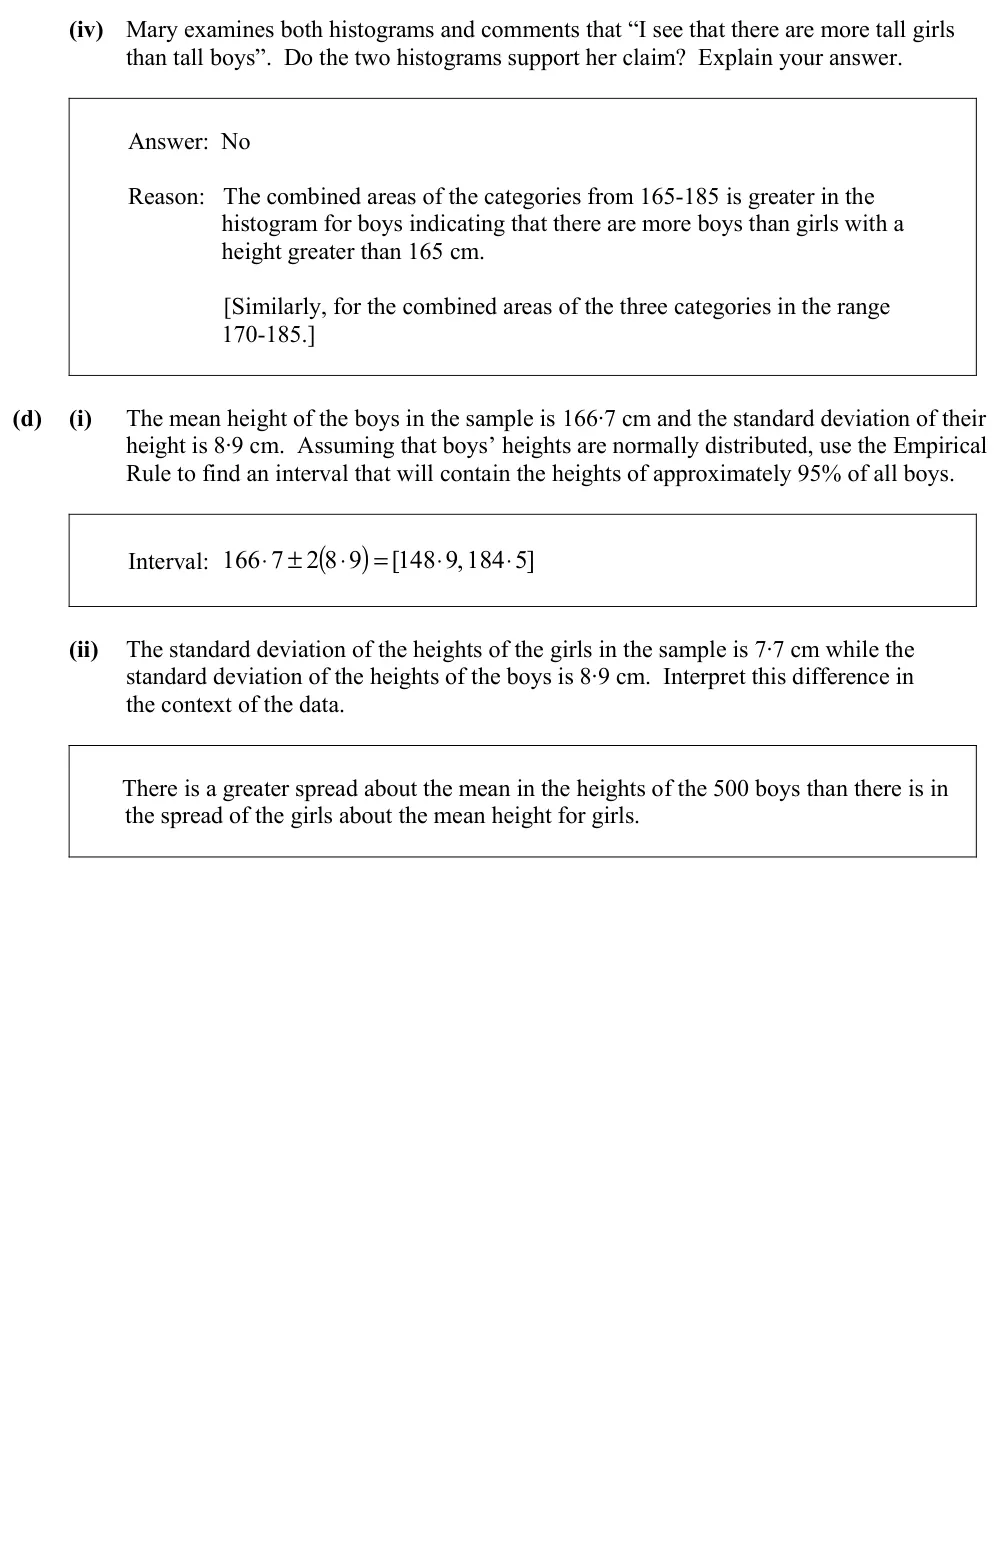 (iv) Mary examines both histograms and comments that “I see that there are more tall girls
than tall boys”. Do the two histograms support her claim? Explain your answer.
Answer: No
Reason: The combined areas of the categories from 165-185 is greater in the
histogram for boys indicating that there are more boys than girls with a
height greater than 165 cm.
[Similarly, for the combined areas of the three categories in the range
170-185.]
(d) (i) The mean height of the boys in the sample is 166·7 cm and the standard deviation of their
height is 8·9 cm. Assuming that boys’ heights are normally distributed, use the Empirical
Rule to find an interval that will contain the heights of approximately 95% of all boys.
Interval: 166·7±2(8·9)=[148·9,184·5]
(ii) The standard deviation of the heights of the girls in the sample is 7·7 cm while the
standard deviation of the heights of the boys is 8·9 cm. Interpret this difference in
the context of the data.
There is a greater spread about the mean in the heights of the 500 boys than there is in
the spread of the girls about the mean height for girls.